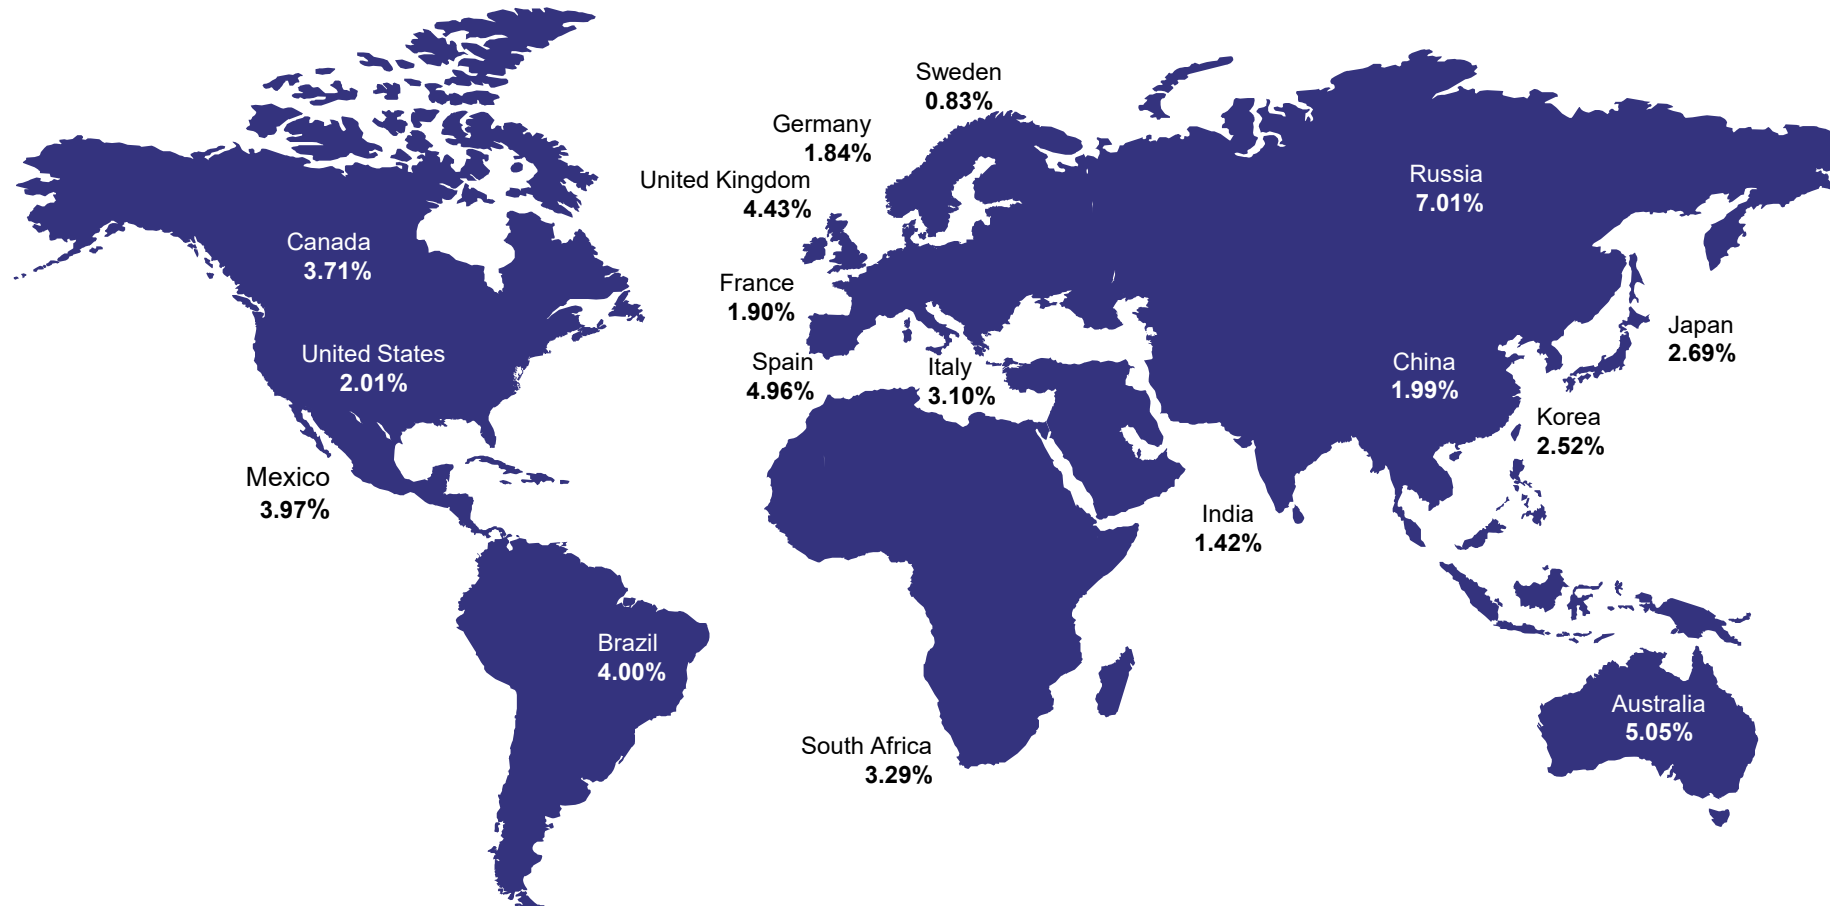 Sweden
0.83%
Germany
1.84%
United Kingdom
4.43%
Russia
7.01%
Canada
3.71%
France
1.90%
Japan
2.69%
United States
2.01%
Spain
4.96%
Italy
3.10%
China
1.99%
Korea
2.52%
Mexico
3.97%
India
1.42%
Brazil
4.00%
Australia
5.05%
South Africa
3.29%